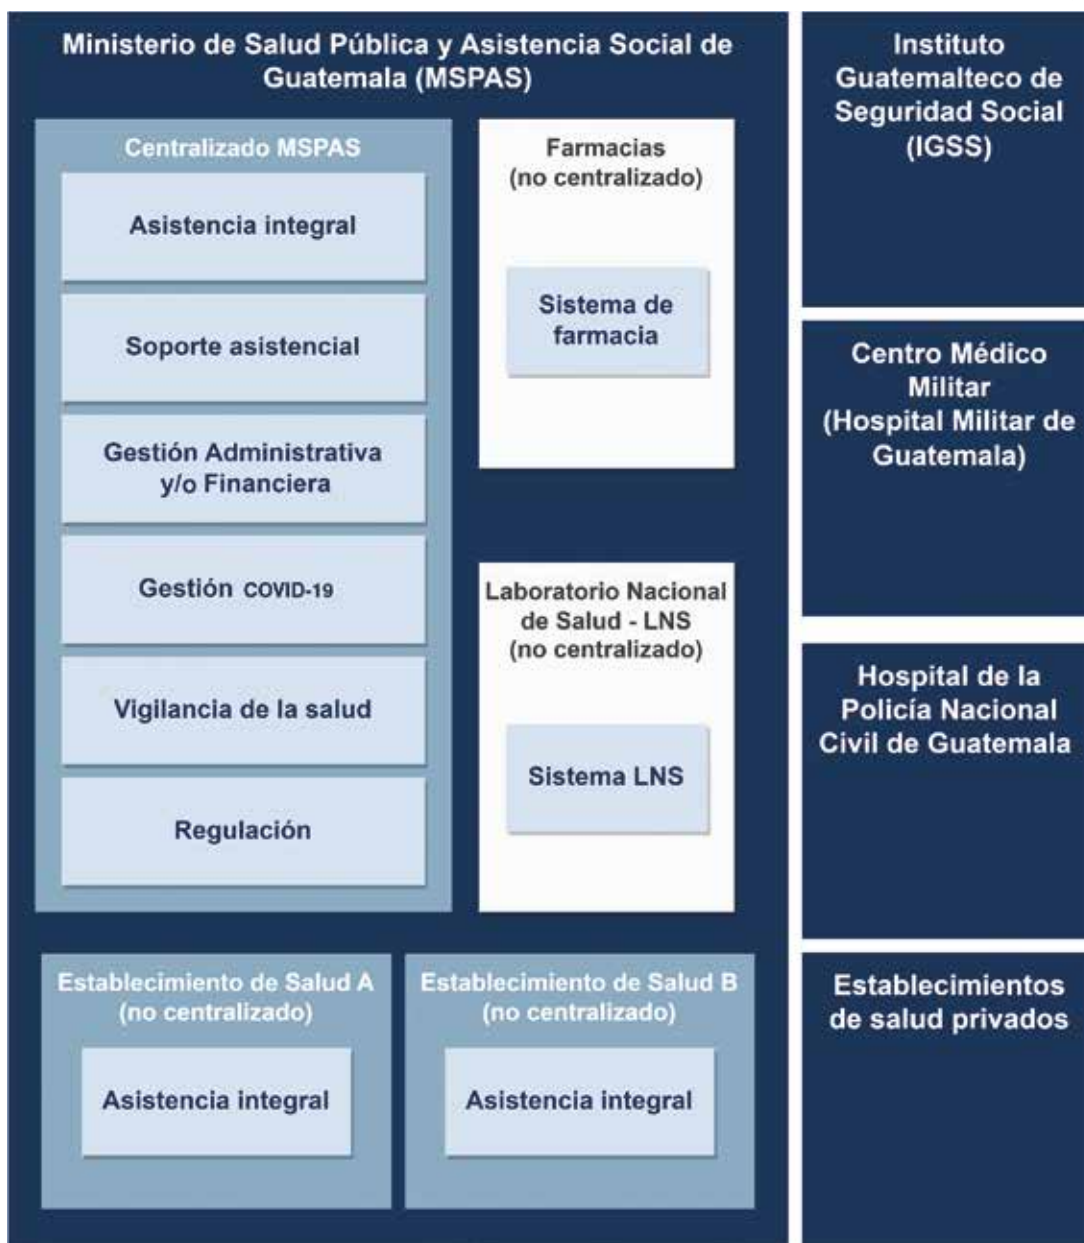 Ministerio de Salud Pública y Asistencia Social de
Guatemala (MSPAS)
Centralizado MSPAS
Asistencia integral
Soporte asistencial
Gestión Administrativa
y/o Financiera
Gestión COVID-19
Vigilancia de la salud
Regulación
Farmacias
(no centralizado)
Sistema de
farmacia
Laboratorio Nacional
de Salud - LNS
(no centralizado)
Sistema LNS
Establecimiento de Salud A
(no centralizado)
Asistencia integral
Establecimiento de Salud B
(no centralizado)
Asistencia integral
Instituto
Guatemalteco de
Seguridad Social
(IGSS)
Centro Médico
Militar
(Hospital Militar de
Guatemala)
Hospital de la
Policía Nacional
Civil de Guatemala
Establecimientos
de salud privados